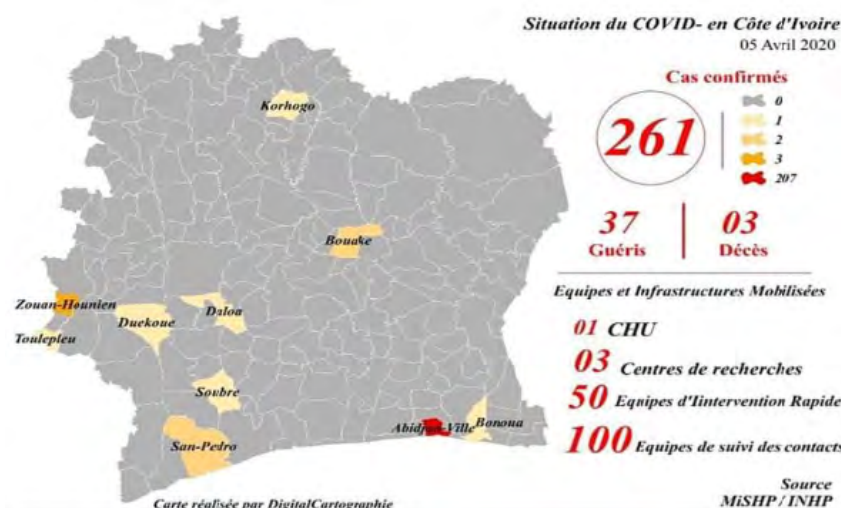 Situation du COVID- en Côte d'Ivoire
05 Avril 2020
Cas confirmés
261
0
1
2
3
207
37
Guéris
03
Décès
Equipes et Infrastructures Mobilisées
01 CHU
03 Centres de recherches
50 Equipes d'Iintervention Rapide
100 Equipes de suivi des contacts
Source
MiSHP / INHP
Korhogo
Bouake
Zouan-Hounien
Duekoue
Daloa
Toulepleu
Soubre
San-Pedro
Abidjan-Ville
Bonoua
Carte réalisée par DigitalCartographie